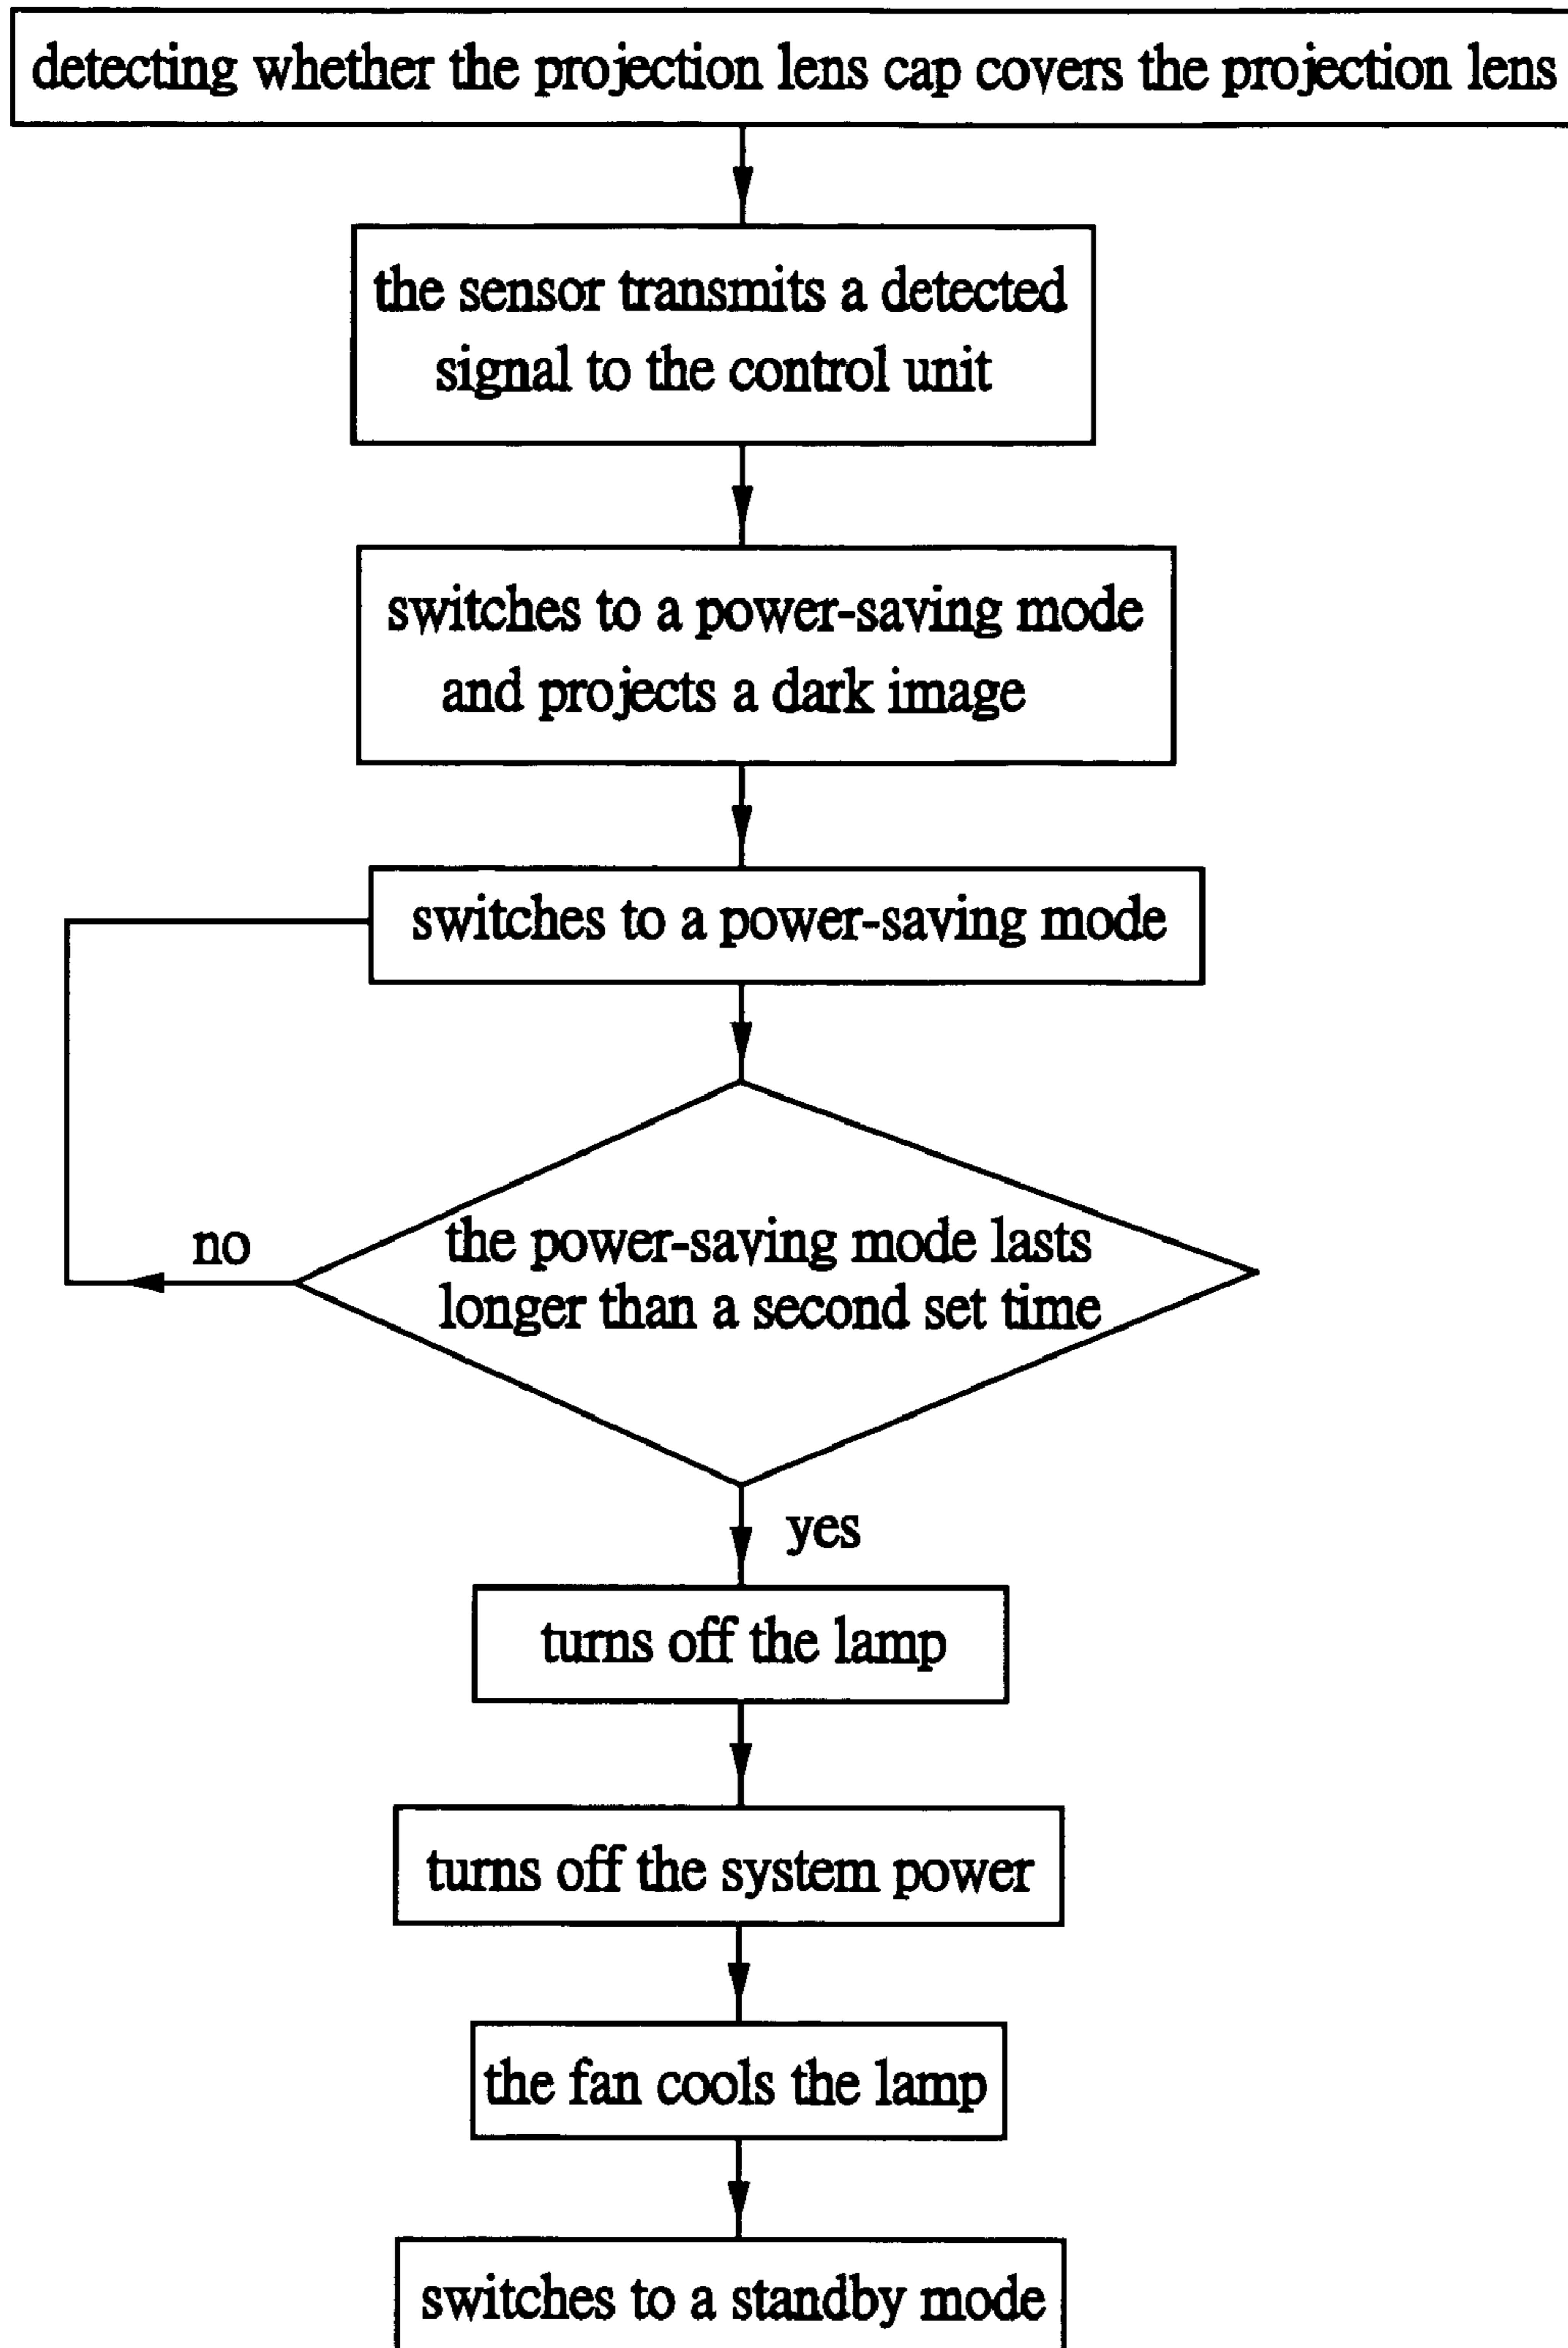 detecting whether the projection lens cap covers the projection lens
the sensor transmits a detected
signal to the control unit
switches to a power-saving mode
and projects a dark image
switches to a power-saving mode
no
the power-saving mode lasts
longer than a second set time
yes
turns off the lamp
turns off the system power
the fan cools the lamp
switches to a standby mode